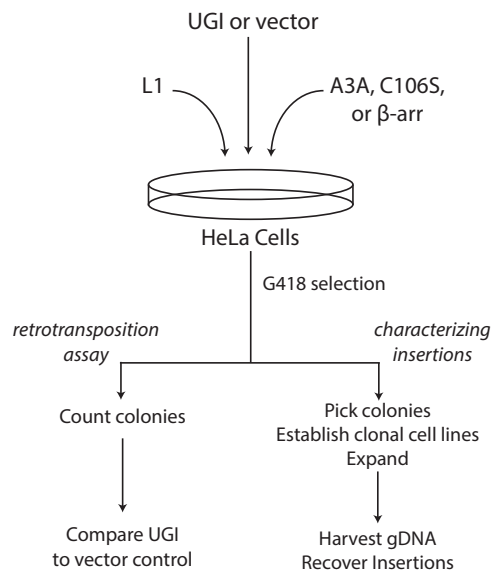 UGI or vector
L1
A3A, C106S,
or β-arr
HeLa Cells
G418 selection
retrotransposition
assay
characterizing
insertions
Count colonies
Pick colonies
Establish clonal cell lines
Expand
Compare UGI
to vector control
Harvest gDNA
Recover Insertions